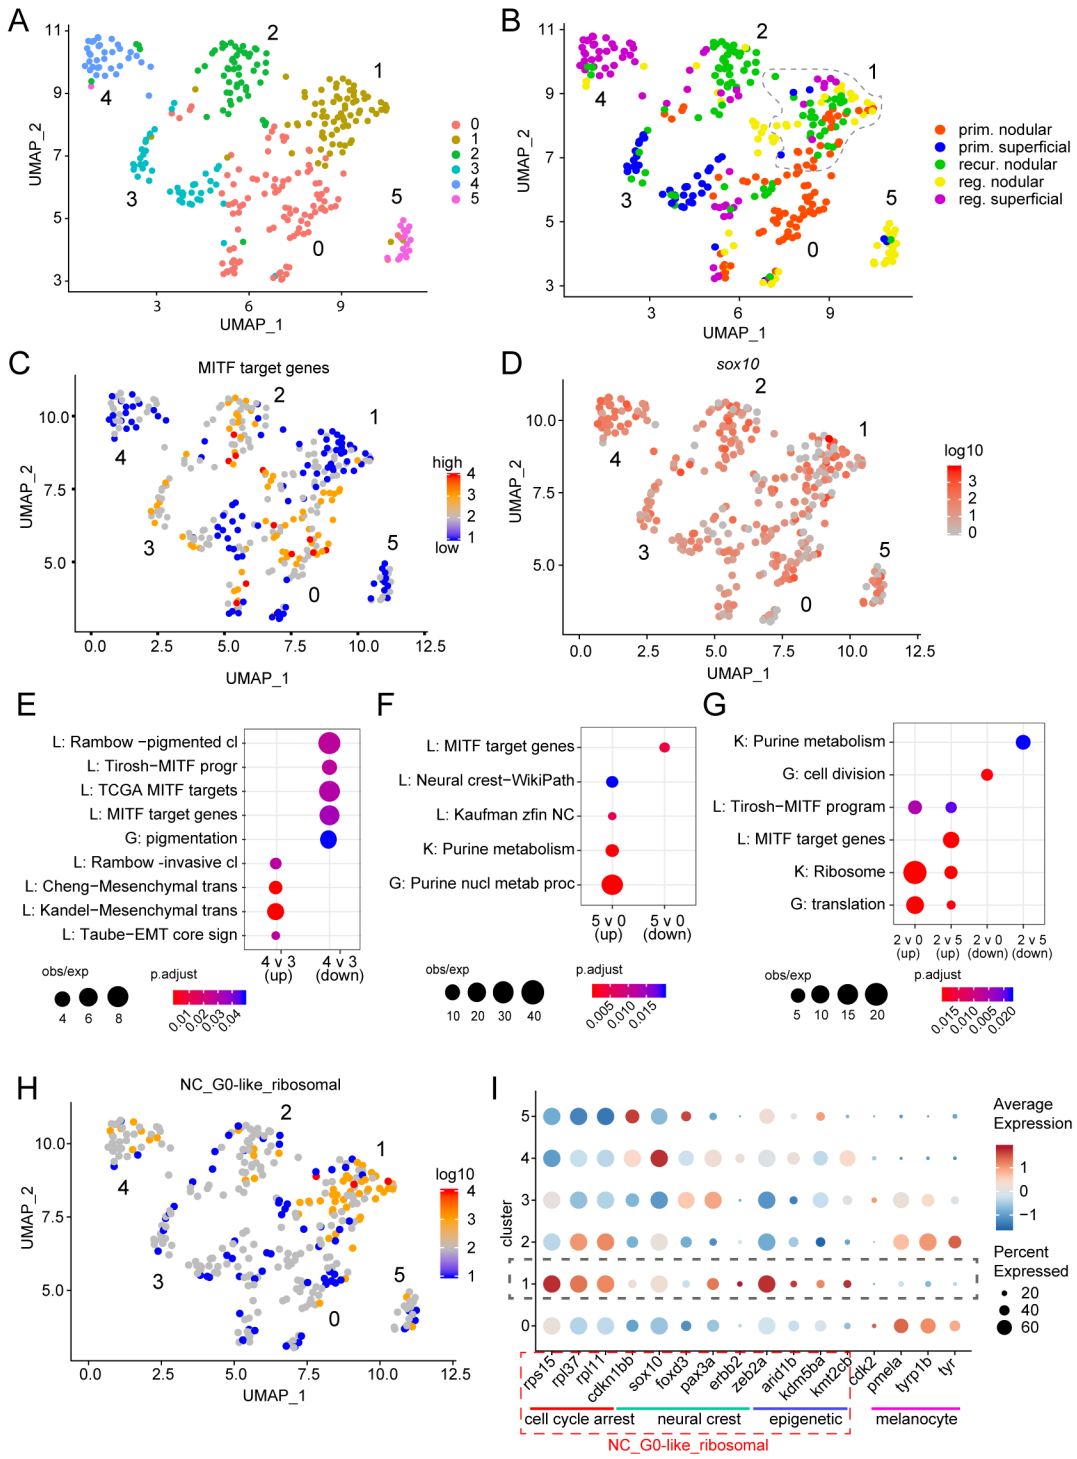 A
11
9
7
5
3
UMAP_2
3
6
9
UMAP_1
0
1
2
3
4
5
0
1
2
3
4
5
B
11
9
7
5
3
UMAP_2
3
6
9
UMAP_1
0
1
2
3
4
5
prim. nodular
prim. superficial
recur. nodular
reg. nodular
reg. superficial
C
MITF target genes
10.0
7.5
5.0
UMAP_2
0.0 2.5 5.0 7.5 10.0 12.5
UMAP_1
0
1
2
3
4
5
high
4
3
2
1
low
D
sox10
10.0
7.5
5.0
UMAP_2
0.0 2.5 5.0 7.5 10.0 12.5
UMAP_1
0
1
2
3
4
5
log10
3
2
1
0
E
L: Rambow −pigmented cl
L: Tirosh−MITF progr
L: TCGA MITF targets
L: MITF target genes
G: pigmentation
L: Rambow -invasive cl
L: Cheng−Mesenchymal trans
L: Kandel−Mesenchymal trans
L: Taube−EMT core sign
4 v 3 (up)
4 v 3 (down)
obs/exp
4 6 8
p.adjust
0.01 0.02 0.03 0.04
F
L: MITF target genes
L: Neural crest−WikiPath
L: Kaufman zfin NC
K: Purine metabolism
G: Purine nucl metab proc
5 v 0 (up)
5 v 0 (down)
obs/exp
10 20 30 40
p.adjust
0.005 0.010 0.015
G
K: Purine metabolism
G: cell division
L: Tirosh−MITF program
L: MITF target genes
K: Ribosome
G: translation
2 v 0 (up)
2 v 5 (up)
2 v 0 (down)
2 v 5 (down)
obs/exp
5 10 15 20
p.adjust
0.015 0.010 0.005 0.020
H
NC_G0-like_ribosomal
10.0
7.5
5.0
UMAP_2
0.0 2.5 5.0 7.5 10.0 12.5
UMAP_1
0
1
2
3
4
5
log10
4
3
2
1
I
5
4
3
2
1
0
cluster
rps15 rpl37 rpl11 cdkn1bb sox10 foxd3 pax3a erbb2 zeb2a arid1b kdm5ba kmt2cb cdk2 pmela tyrp1b tyr
cell cycle arrest neural crest epigenetic melanocyte
NC_G0-like_ribosomal
Average
Expression
1
0
−1
Percent
Expressed
20
40
60